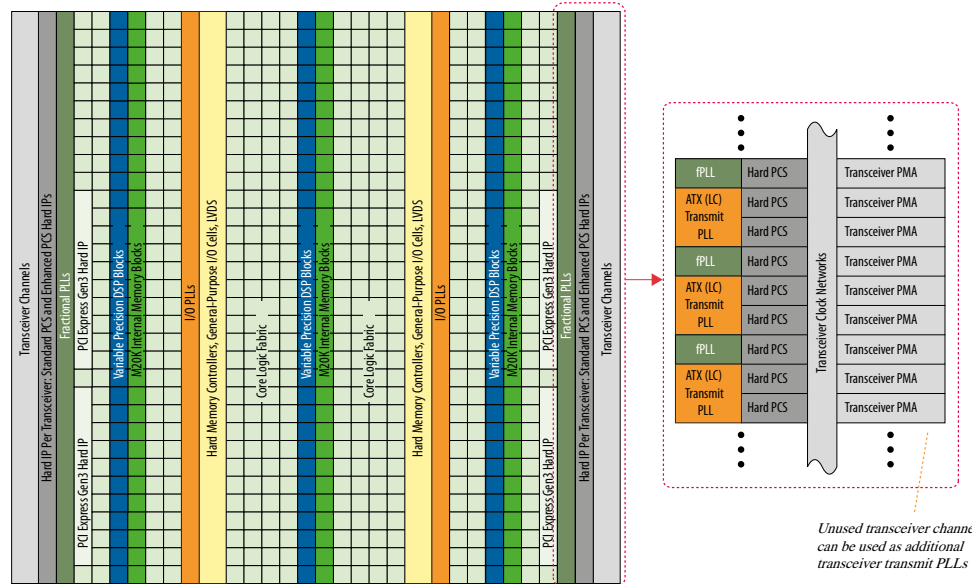 Transceiver Channels
Hard IP Per Transceiver: Standard PCS and Enhanced PCS Hard IPs
Fractional PLLs
PCI Express Gen3 Hard IP
PCI Express Gen3 Hard IP
Variable Precision DSP Blocks
M20K Internal Memory Blocks
I/O PLLs
Hard Memory Controllers, General-Purpose I/O Cells, LVDS
Core Logic Fabric
Variable Precision DSP Blocks
M20K Internal Memory Blocks
Core Logic Fabric
Hard Memory Controllers, General-Purpose I/O Cells, LVDS
I/O PLLs
Variable Precision DSP Blocks
M20K Internal Memory Blocks
PCI Express Gen3 Hard IP
PCI Express Gen3 Hard IP
Fractional PLLs
Hard IP Per Transceiver: Standard PCS and Enhanced PCS Hard IPs
Transceiver Channels
fPLL
ATX (LC)
Transmit
PLL
fPLL
ATX (LC)
Transmit
PLL
fPLL
ATX (LC)
Transmit
PLL
Hard PCS
Hard PCS
Hard PCS
Hard PCS
Hard PCS
Hard PCS
Hard PCS
Hard PCS
Hard PCS
Transceiver Clock Networks
Transceiver PMA
Transceiver PMA
Transceiver PMA
Transceiver PMA
Transceiver PMA
Transceiver PMA
Transceiver PMA
Transceiver PMA
Transceiver PMA
Unused transceiver
can be used as additional
transceiver transmit PLLs